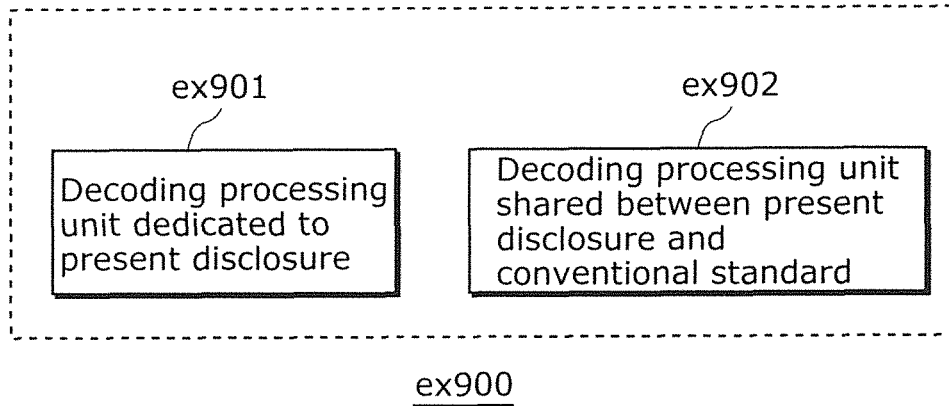 ex901
ex902
Decoding processing
unit dedicated to
present disclosure
Decoding processing unit
shared between present
disclosure and
conventional standard
ex900